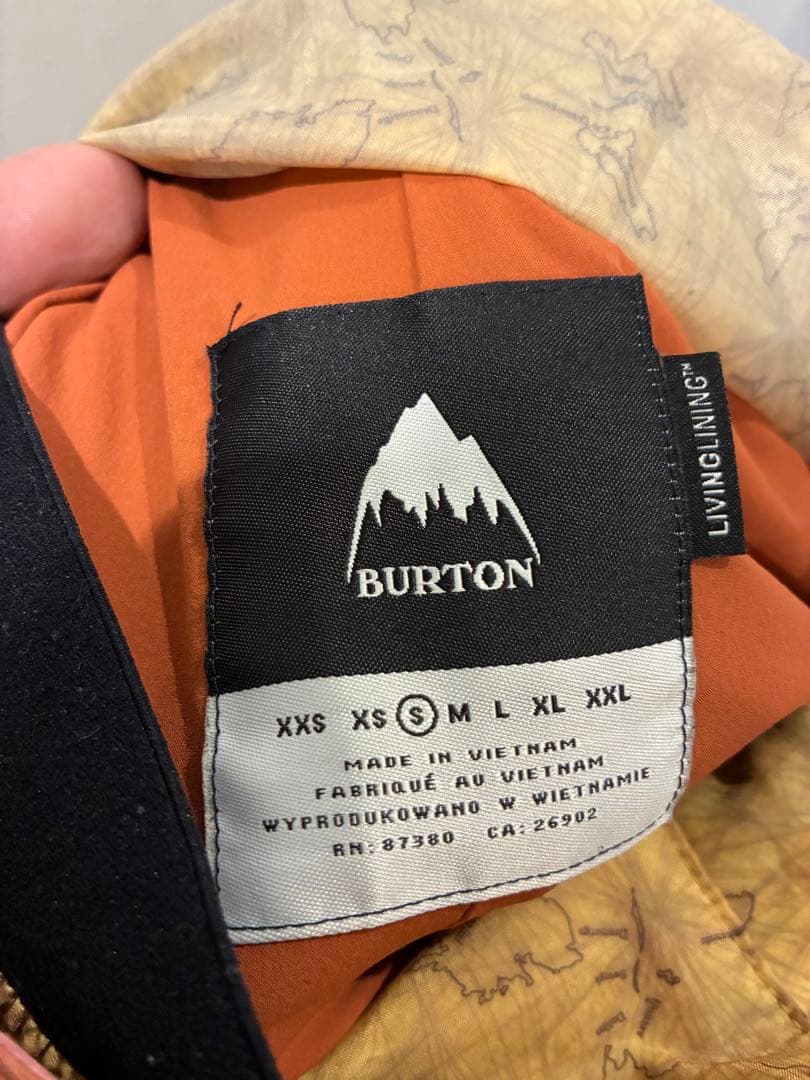 BURTON
LIVINGLINING™
XXS XS S M L XL XXL
MADE IN VIETNAM
FABRIQUÉ AU VIETNAM
WYPRODUKOWANO W WIETNAMIE
RN: 87380 CA: 26902